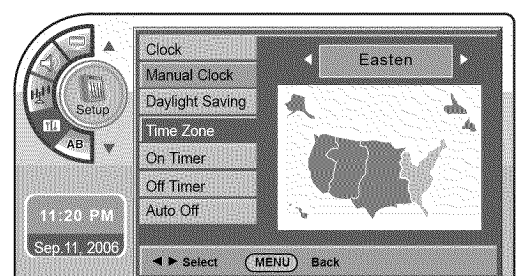 Clock
Manual Clock
Daylight Saving
Time Zone
On Timer
Off Timer
Auto Off
Easten
Setup
AB
11:20 PM
Sep.11, 2006
◄ ► Select MENU Back